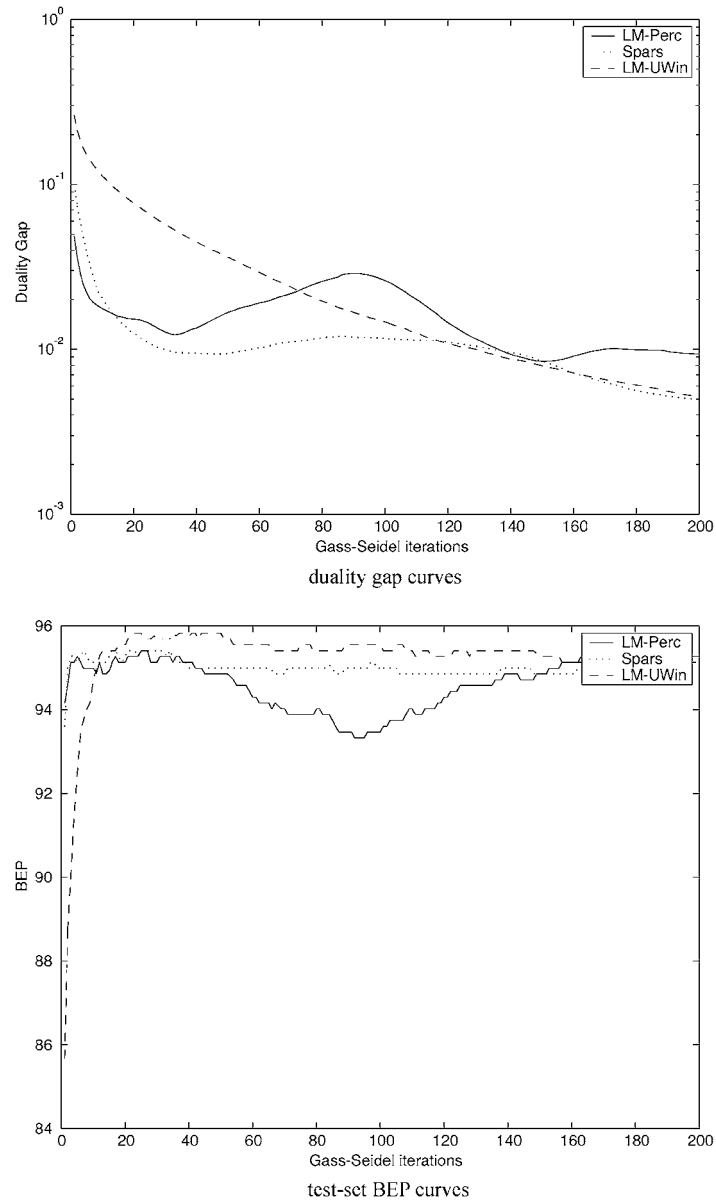 10^0
LM-Perc
Spars
LM-UWin
10^-1
Duality Gap
10^-2
10^-3
0 20 40 60 80 100 120 140 160 180 200
Gass-Seidel iterations
duality gap curves
96
LM-Perc
Spars
LM-UWin
94
92
BEP
90
88
86
84
0 20 40 60 80 100 120 140 160 180 200
Gass-Seidel iterations
test-set BEP curves